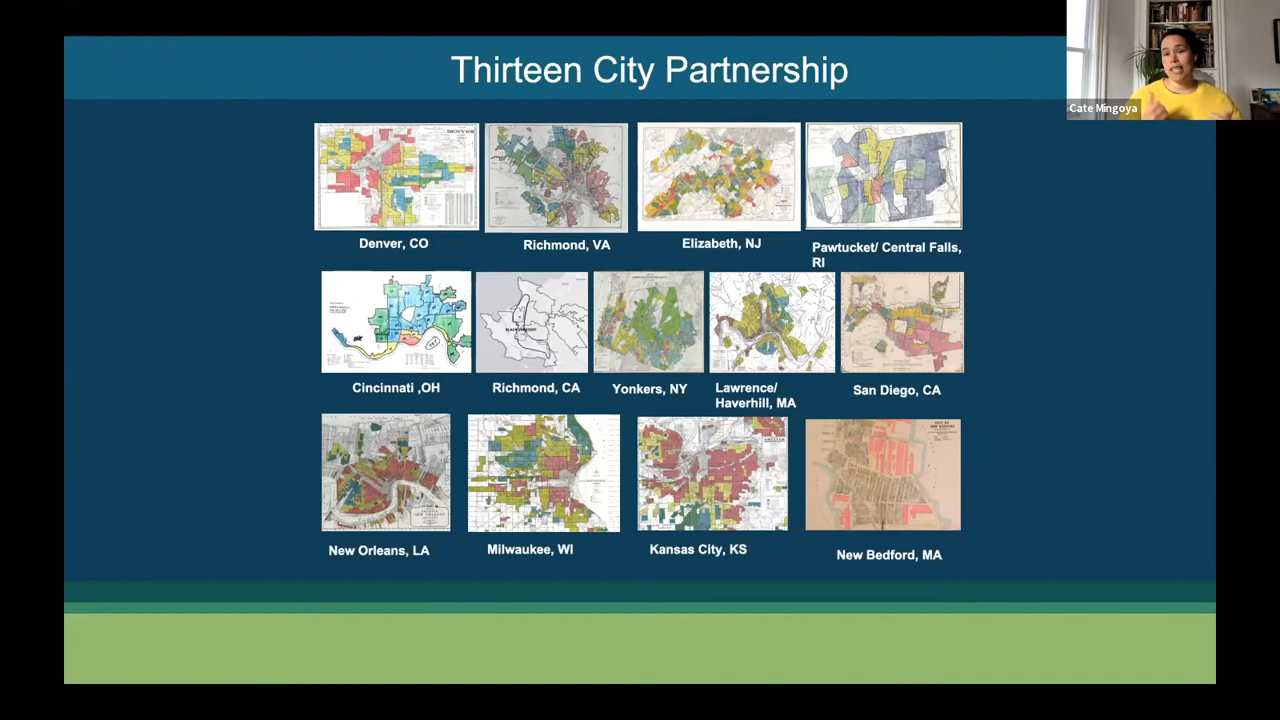 Thirteen City Partnership
Cate Mingoya
DENVER
Denver, CO
Richmond, VA
Elizabeth, NJ
Pawtucket/ Central Falls,
RI
Cincinnati ,OH
Richmond, CA
Yonkers, NY
Lawrence/
Haverhill, MA
San Diego, CA
New Orleans, LA
Milwaukee, WI
Kansas City, KS
New Bedford, MA